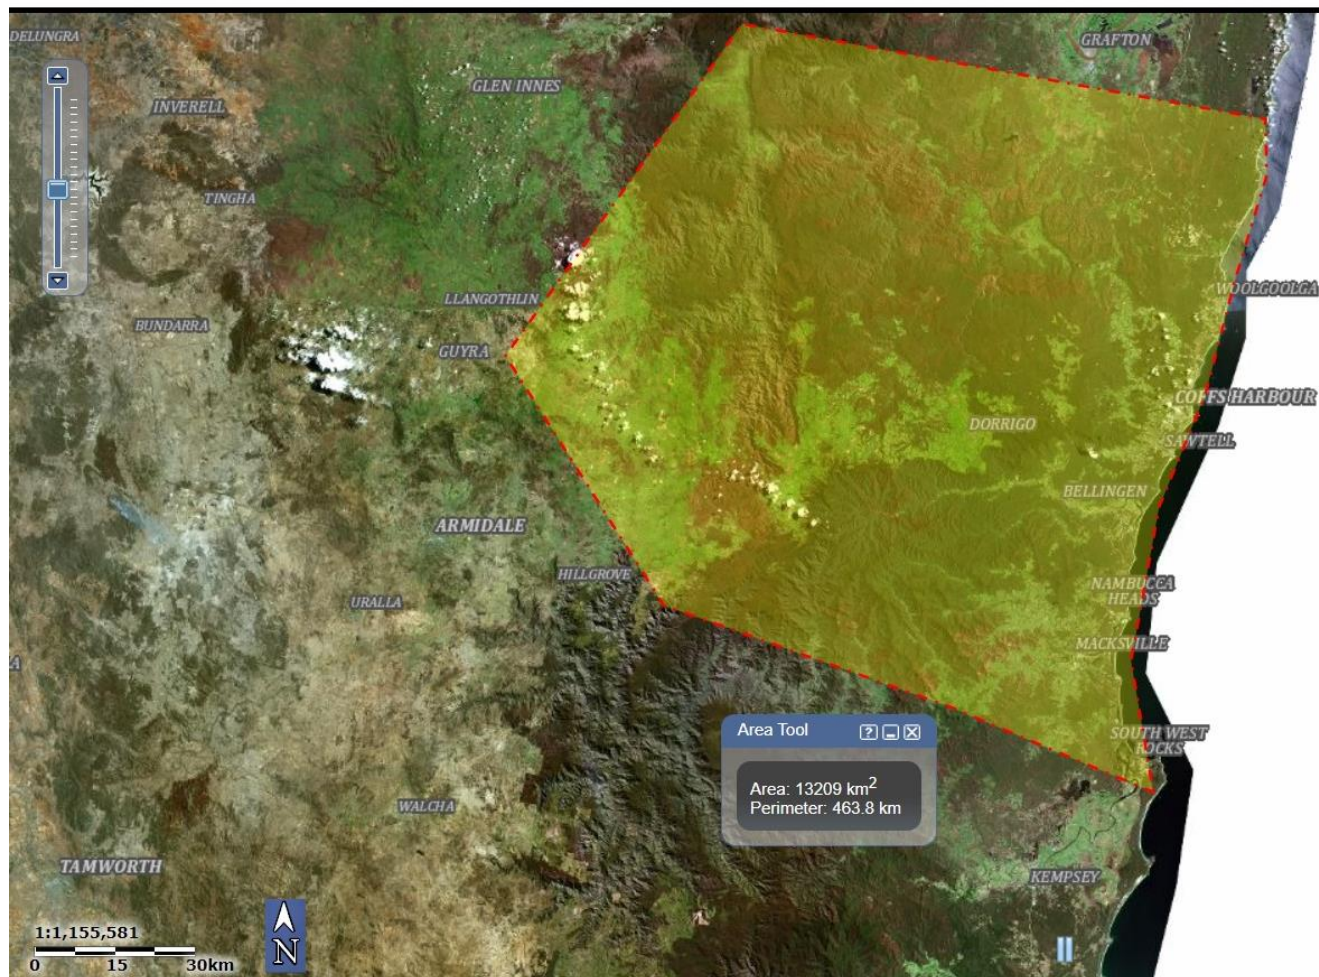 DELUNGRA
GRAFTON
GLEN INNES
INVERELL
TINGHA
WOOLGOOLGA
LLANGOTHLIN
BUNDARRA
GUYRA
COFFS HARBOUR
DORRIGO
SAWTELL
BELLINGEN
ARMIDALE
HILLGROVE
NAMBUCCA
HEADS
URALLA
MACKSVILLE
A
Area Tool
?
SOUTH WEST
ROCKS
Area: 13209 km²
Perimeter: 463.8 km
WALCHA
TAMWORTH
KEMPSEY
1:1,155,581
N
0 15 30km